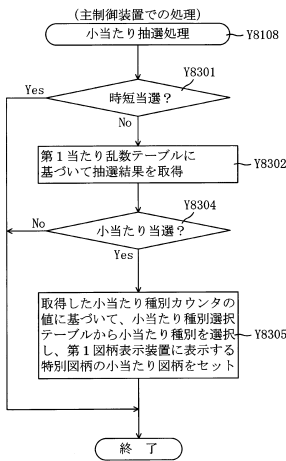 (主制御装置での処理)
小当たり抽選処理
Y8108
Y8301
Yes
時短当選?
No
第1当たり乱数テーブルに
基づいて抽選結果を取得
Y8302
Y8304
No
小当たり当選?
Yes
取得した小当たり種別カウンタの
値に基づいて、小当たり種別選択
テーブルから小当たり種別を選択
し、第1図柄表示装置に表示する
特別図柄の小当たり図柄をセット
Y8305
終 了